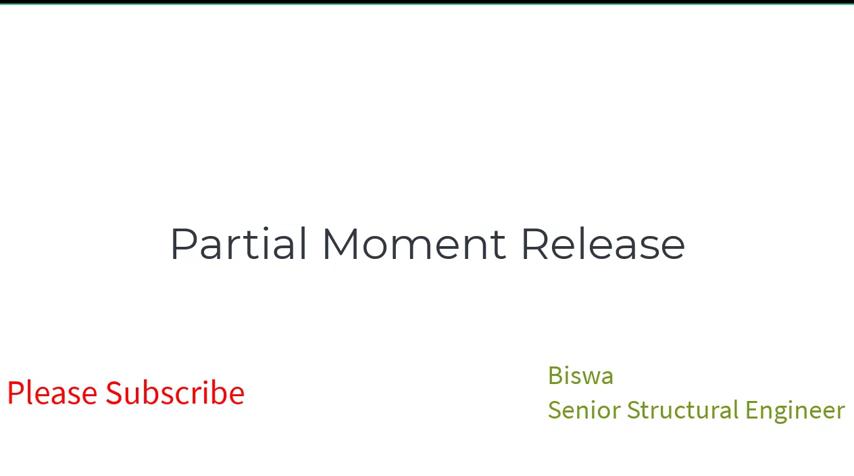 Partial Moment Release
Please Subscribe
Biswa
Senior Structural Engineer